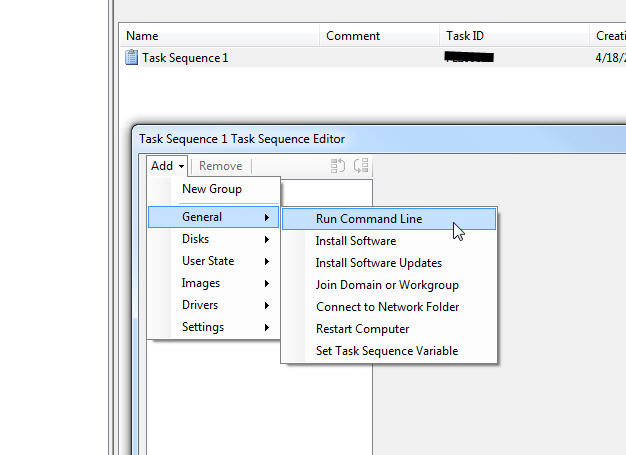 Name Comment Task ID Creati
Task Sequence 1 4/18/2
Task Sequence 1 Task Sequence Editor
Add Remove
New Group
General
Disks
User State
Images
Drivers
Settings
Run Command Line
Install Software
Install Software Updates
Join Domain or Workgroup
Connect to Network Folder
Restart Computer
Set Task Sequence Variable